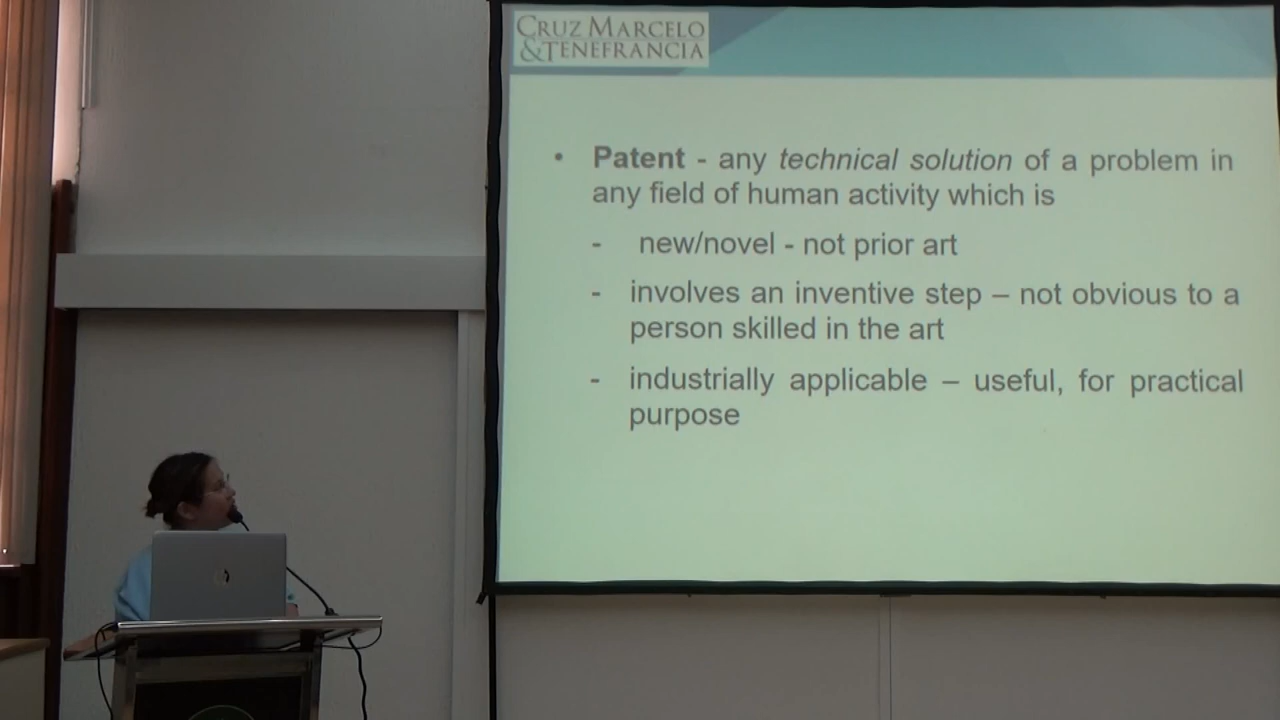 CRUZ MARCELO
& TENEFRANCIA
• Patent - any technical solution of a problem in
any field of human activity which is
- new/novel - not prior art
- involves an inventive step – not obvious to a
person skilled in the art
- industrially applicable – useful, for practical
purpose